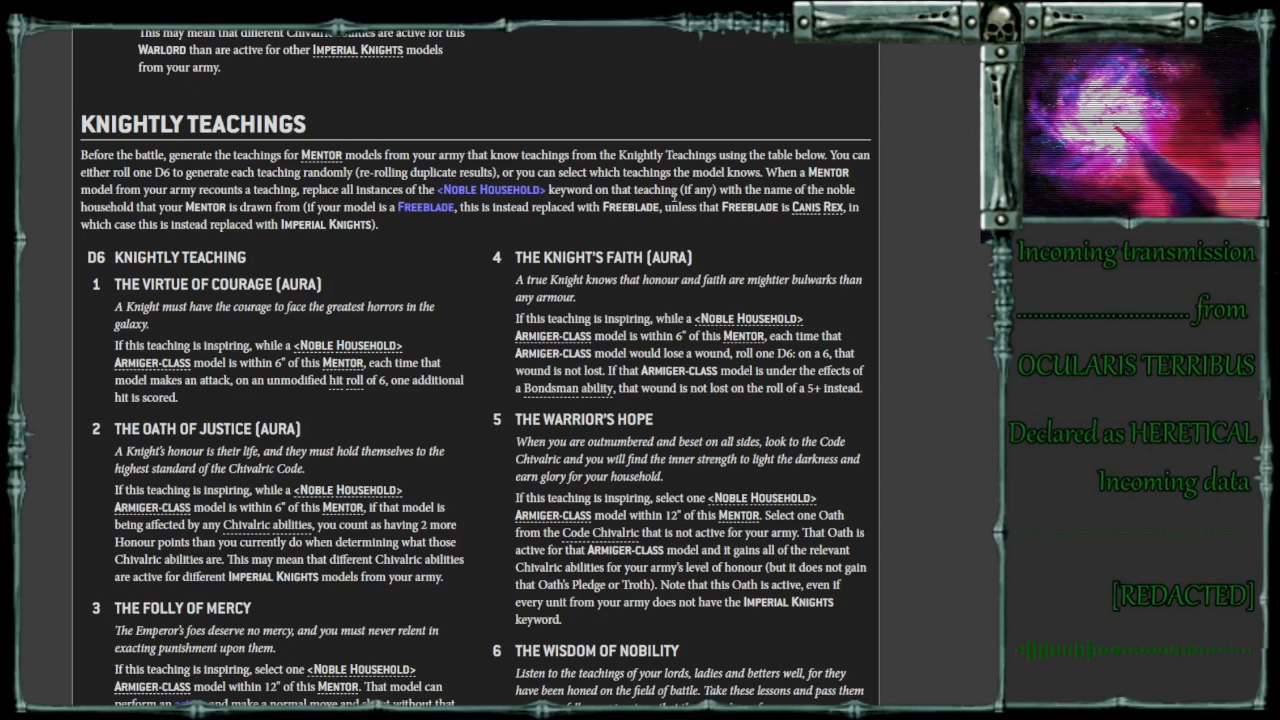 This may mean that different Chivalric abilities are active for this
WARLORD than are active for other IMPERIAL KNIGHTS models
from your army.
KNIGHTLY TEACHINGS
Before the battle, generate the teachings for MENTOR models from your army that know teachings from the Knightly Teachings using the table below. You can
either roll one D6 to generate each teaching randomly (re-rolling duplicate results), or you can select which teachings the model knows. When a MENTOR
model from your army recounts a teaching, replace all instances of the <NOBLE HOUSEHOLD> keyword on that teaching (if any) with the name of the noble
household that your MENTOR is drawn from (if your model is a FREEBLADE, this is instead replaced with FREEBLADE, unless that FREEBLADE is CANIS REX, in
which case this is instead replaced with IMPERIAL KNIGHTS).
D6 KNIGHTLY TEACHING
1 THE VIRTUE OF COURAGE (AURA)
A Knight must have the courage to face the greatest horrors in the
galaxy.
If this teaching is inspiring, while a <NOBLE HOUSEHOLD>
ARMIGER-CLASS model is within 6" of this MENTOR, each time that
model makes an attack, on an unmodified hit roll of 6, one additional
hit is scored.
2 THE OATH OF JUSTICE (AURA)
A Knight's honour is their life, and they must hold themselves to the
highest standard of the Chivalric Code.
If this teaching is inspiring, while a <NOBLE HOUSEHOLD>
ARMIGER-CLASS model is within 6" of this MENTOR, if that model is
being affected by any Chivalric abilities, you count as having 2 more
Honour points than you currently do when determining what those
Chivalric abilities are. This may mean that different Chivalric abilities
are active for different IMPERIAL KNIGHTS models from your army.
3 THE FOLLY OF MERCY
The Emperor's foes deserve no mercy, and you must never relent in
exacting punishment upon them.
If this teaching is inspiring, select one <NOBLE HOUSEHOLD>
ARMIGER-CLASS model within 12" of this MENTOR. That model can
perform an action and make a normal move and shoot without that
4 THE KNIGHT'S FAITH (AURA)
A true Knight knows that honour and faith are mightier bulwarks than
any armour.
If this teaching is inspiring, while a <NOBLE HOUSEHOLD>
ARMIGER-CLASS model is within 6" of this MENTOR, each time that
ARMIGER-CLASS model would lose a wound, roll one D6: on a 6, that
wound is not lost. If that ARMIGER-CLASS model is under the effects of
a Bondsman ability, that wound is not lost on the roll of a 5+ instead.
5 THE WARRIOR'S HOPE
When you are outnumbered and beset on all sides, look to the Code
Chivalric and you will find the inner strength to light the darkness and
earn glory for your household.
If this teaching is inspiring, select one <NOBLE HOUSEHOLD>
ARMIGER-CLASS model within 12" of this MENTOR. Select one Oath
from the Code Chivalric that is not active for your army. That Oath is
active for that ARMIGER-CLASS model and it gains all of the relevant
Chivalric abilities for your army's level of honour (but it does not gain
that Oath's Pledge or Troth). Note that this Oath is active, even if
every unit from your army does not have the IMPERIAL KNIGHTS
keyword.
6 THE WISDOM OF NOBILITY
Listen to the teachings of your lords, ladies and betters well, for they
have been honed on the field of battle. Take these lessons and pass them
Incoming transmission
............................... from
OCULARIS TERRIBUS
Declared as HERETICAL
Incoming data
[REDACTED]